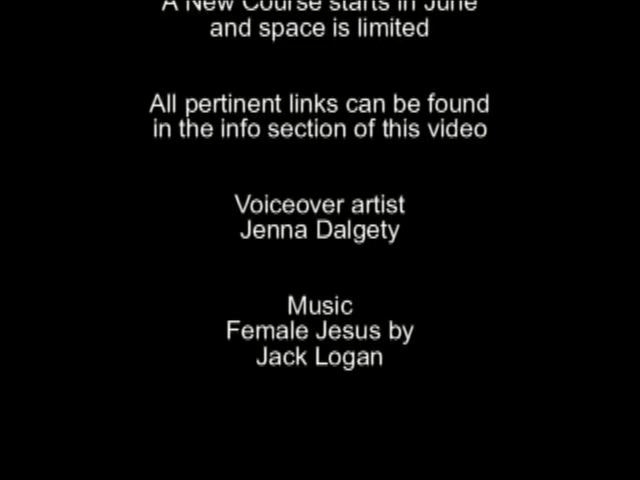 A New Course starts in June
and space is limited
All pertinent links can be found
in the info section of this video
Voiceover artist
Jenna Dalgety
Music
Female Jesus by
Jack Logan